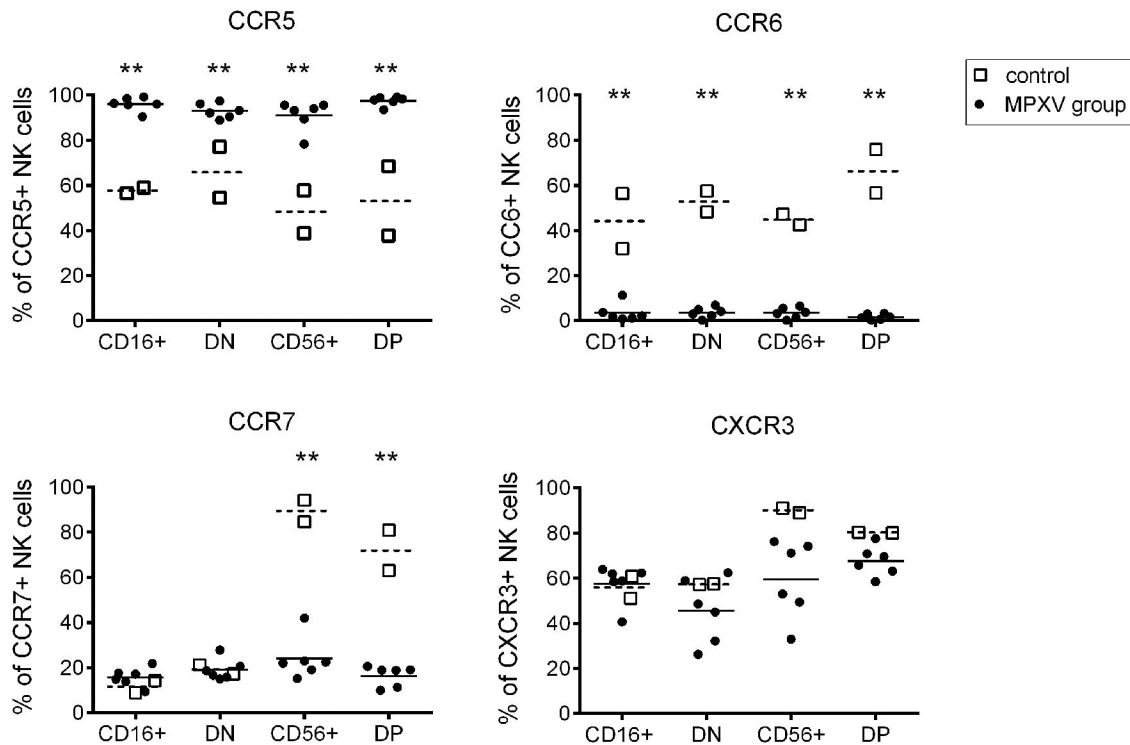 CCR5
** ** ** **
% of CCR5+ NK cells
100
80
60
40
20
0
CD16+ DN CD56+ DP
CCR6
** ** ** **
% of CC6+ NK cells
100
80
60
40
20
0
CD16+ DN CD56+ DP
control
MPXV group
CCR7
** **
% of CCR7+ NK cells
100
80
60
40
20
0
CD16+ DN CD56+ DP
CXCR3
% of CXCR3+ NK cells
100
80
60
40
20
0
CD16+ DN CD56+ DP